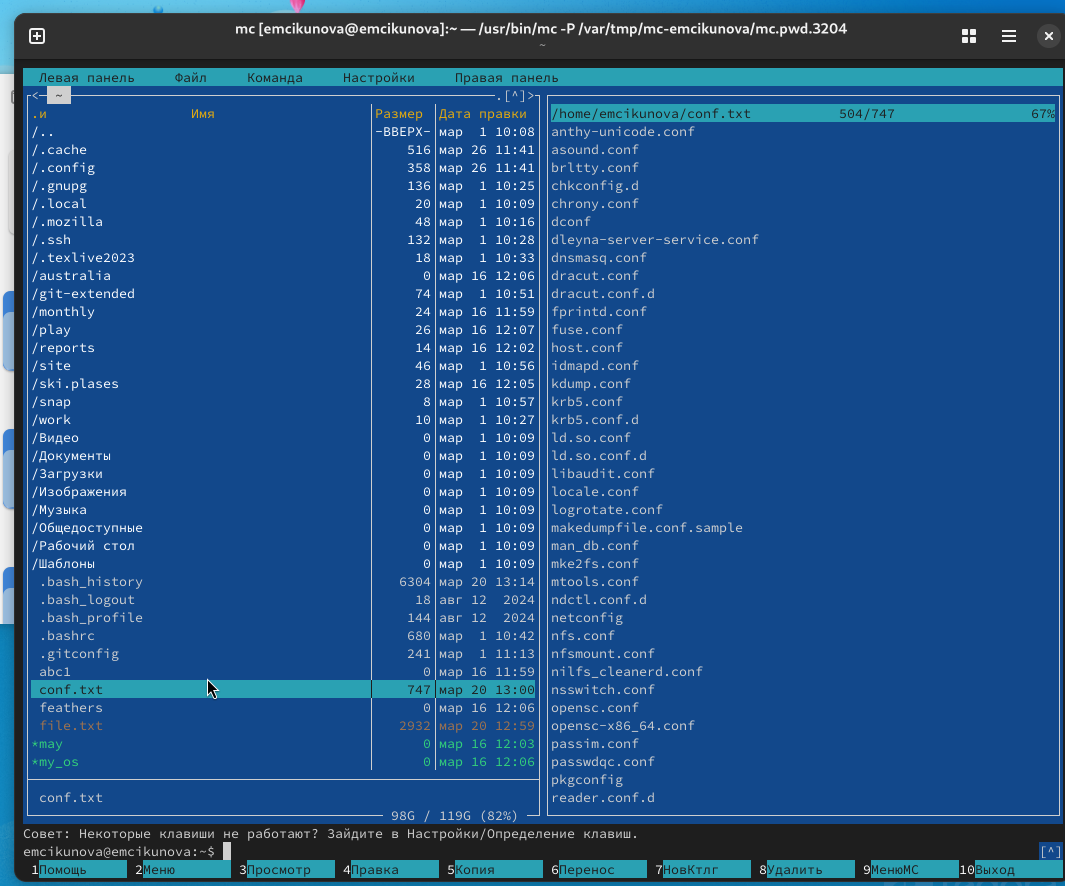 mc [emcikunova@emcikunova]:~ — /usr/bin/mc -P /var/tmp/mc-emcikunova/mc.pwd.3204
~
Левая панель Файл Команда Настройки Правая панель
<─ ~ .[^]>
.и Имя Размер Дата правки
/.. -ВВЕРХ- мар 1 10:08
/.cache 516 мар 26 11:41
/.config 358 мар 26 11:41
/.gnupg 136 мар 1 10:25
/.local 20 мар 1 10:09
/.mozilla 48 мар 1 10:16
/.ssh 132 мар 1 10:28
/.texlive2023 18 мар 1 10:33
/australia 0 мар 16 12:06
/git-extended 74 мар 1 10:51
/monthly 24 мар 16 11:59
/play 26 мар 16 12:07
/reports 14 мар 16 12:02
/site 46 мар 1 10:56
/ski.plases 28 мар 16 12:05
/snap 8 мар 1 10:57
/work 10 мар 1 10:27
/Видео 0 мар 1 10:09
/Документы 0 мар 1 10:09
/Загрузки 0 мар 1 10:09
/Изображения 0 мар 1 10:09
/Музыка 0 мар 1 10:09
/Общедоступные 0 мар 1 10:09
/Рабочий стол 0 мар 1 10:09
/Шаблоны 0 мар 1 10:09
.bash_history 6304 мар 20 13:14
.bash_logout 18 авг 12 2024
.bash_profile 144 авг 12 2024
.bashrc 680 мар 1 10:42
.gitconfig 241 мар 1 11:13
abc1 0 мар 16 11:59
conf.txt 747 мар 20 13:00
feathers 0 мар 16 12:06
file.txt 2932 мар 20 12:59
*may 0 мар 16 12:03
*my_os 0 мар 16 12:06
conf.txt
98G / 119G (82%)
/home/emcikunova/conf.txt 504/747 67%
anthy-unicode.conf
asound.conf
brltty.conf
chkconfig.d
chrony.conf
dconf
dleyna-server-service.conf
dnsmasq.conf
dracut.conf
dracut.conf.d
fprintd.conf
fuse.conf
host.conf
idmapd.conf
kdump.conf
krb5.conf
krb5.conf.d
ld.so.conf
ld.so.conf.d
libaudit.conf
locale.conf
logrotate.conf
makedumpfile.conf.sample
man_db.conf
mke2fs.conf
mtools.conf
ndctl.conf.d
netconfig
nfs.conf
nfsmount.conf
nilfs_cleanerd.conf
nsswitch.conf
opensc.conf
opensc-x86_64.conf
passim.conf
passwdqc.conf
pkgconfig
reader.conf.d
Совет: Некоторые клавиши не работают? Зайдите в Настройки/Определение клавиш.
emcikunova@emcikunova:~$ [^]
1Помощь 2Меню 3Просмотр 4Правка 5Копия 6Перенос 7НовКтлг 8Удалить 9МенюMC 10Выход